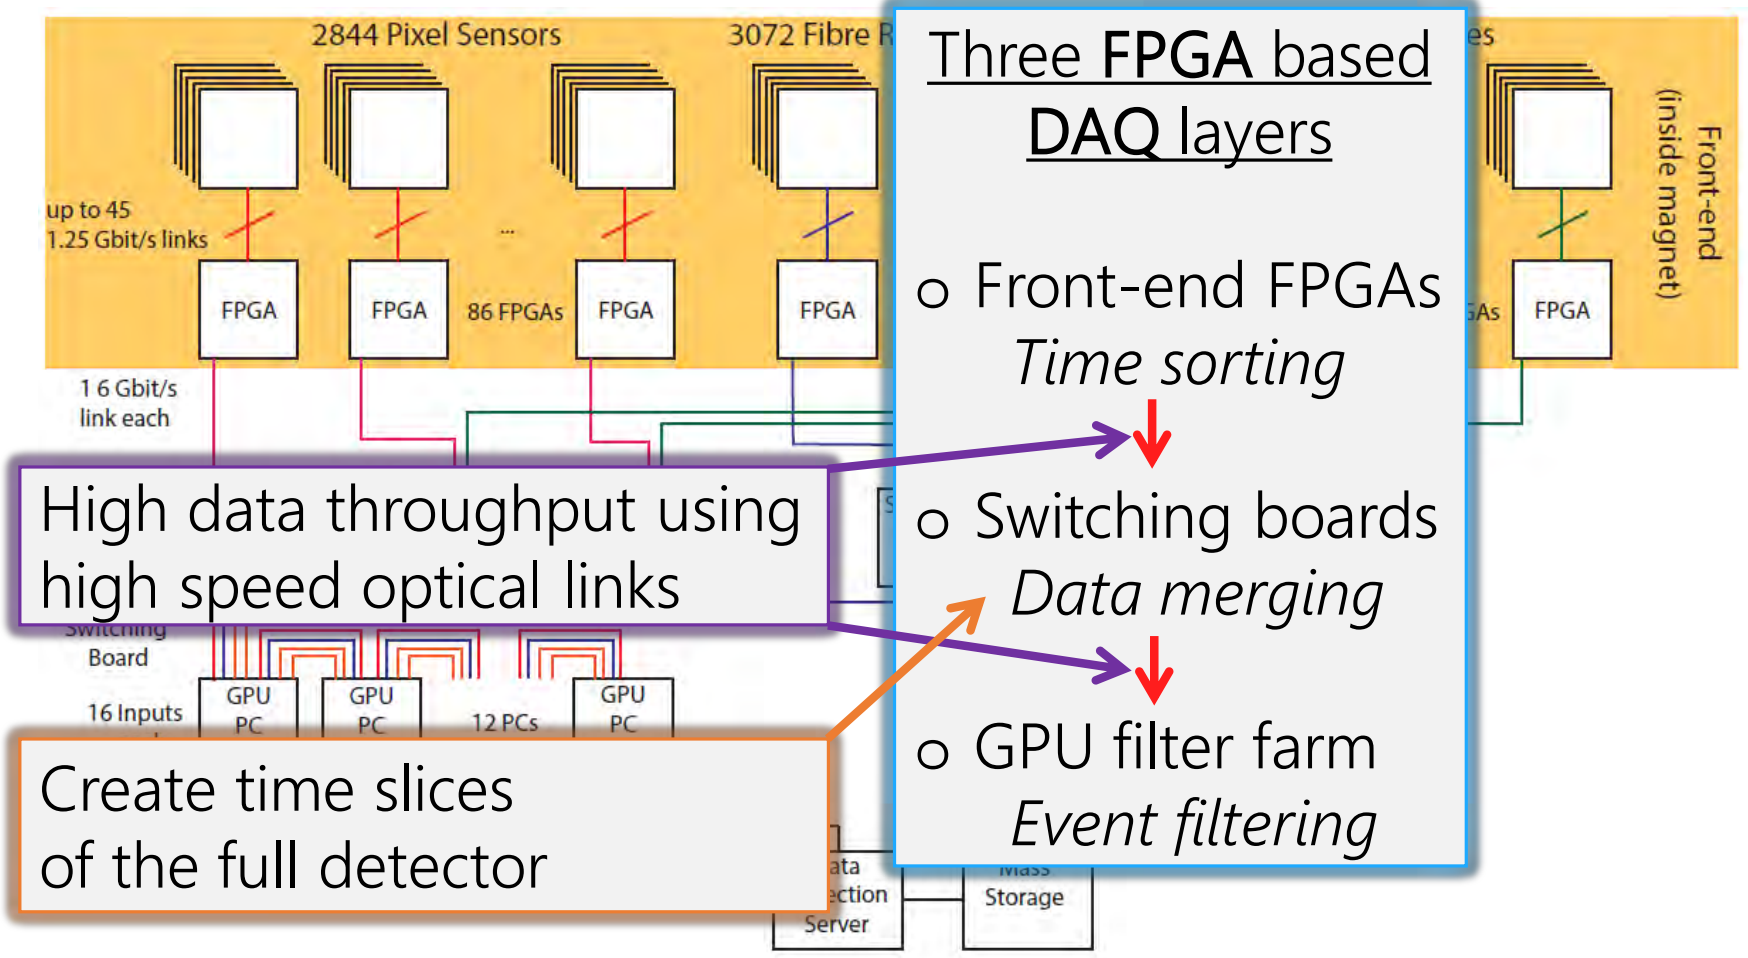 2844 Pixel Sensors
3072 Fibre
up to 45
1.25 Gbit/s links
...
FPGA
FPGA
86 FPGAs
FPGA
FPGA
FPGA
Front-end
(inside magnet)
1 6 Gbit/s
link each
Three FPGA based
DAQ layers
o Front-end FPGAs
Time sorting
o Switching boards
Data merging
o GPU filter farm
Event filtering
High data throughput using
high speed optical links
Switching
Board
16 Inputs
GPU
PC
GPU
PC
12 PCs
GPU
PC
Create time slices
of the full detector
Server
Mass
Storage